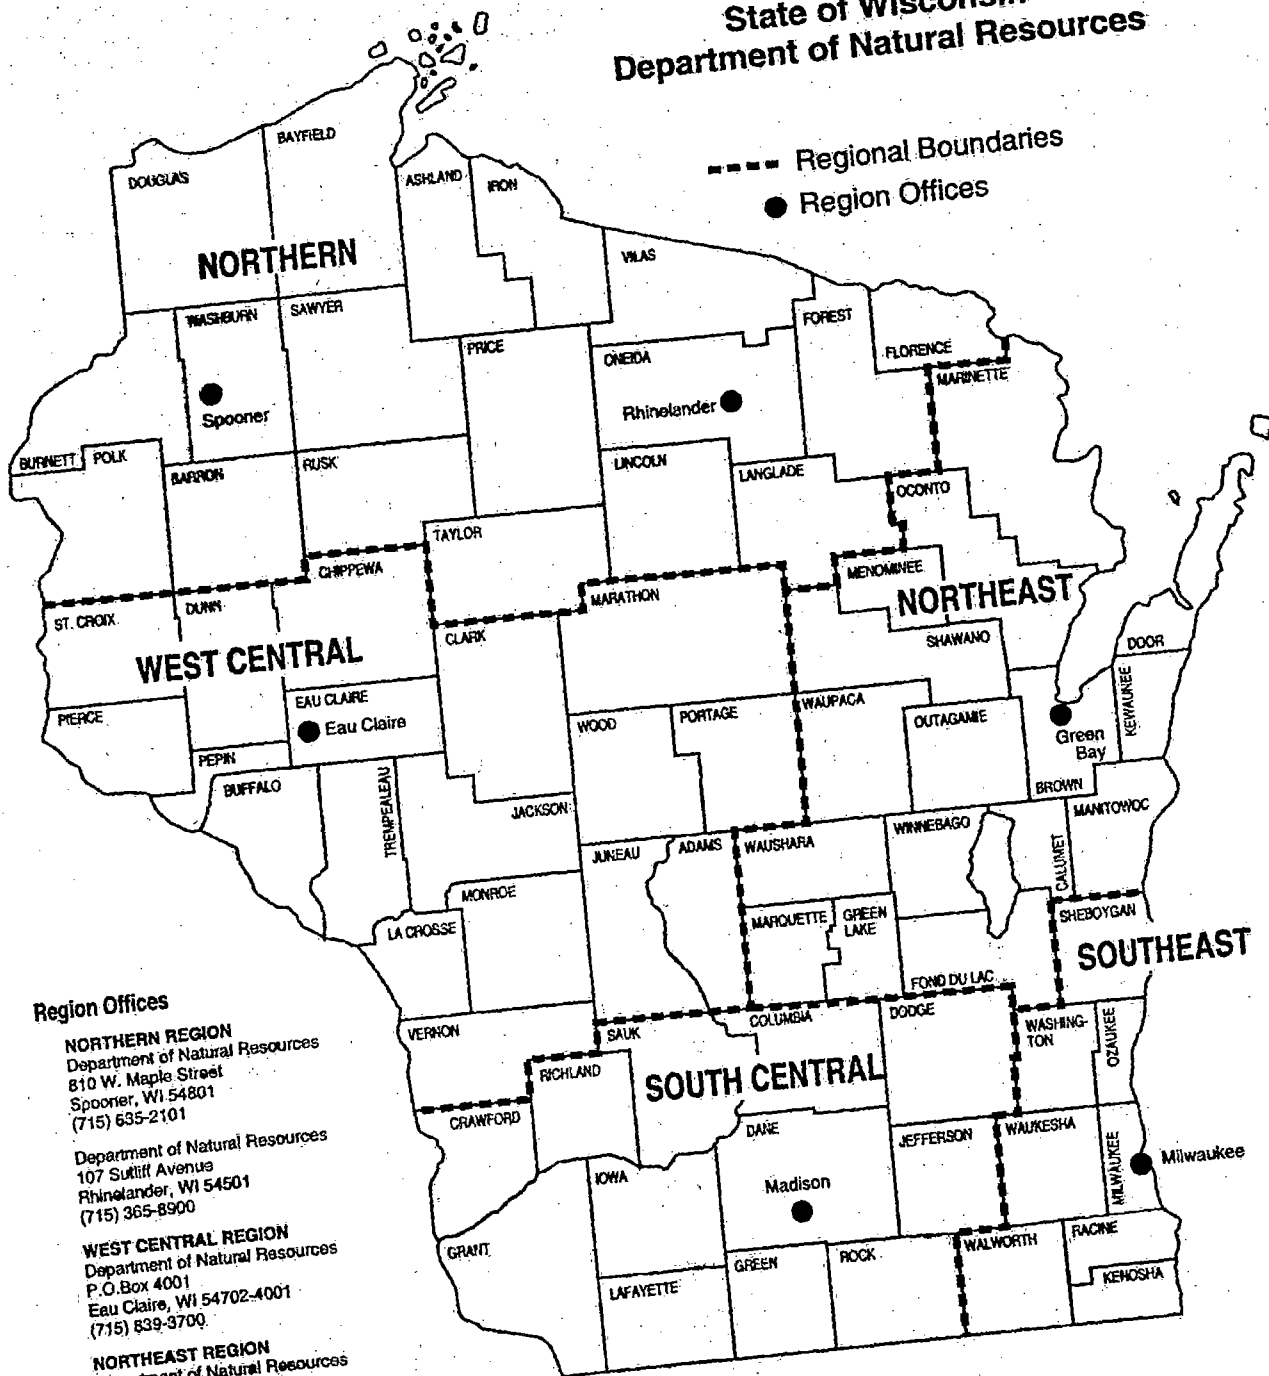 State of Wisconsin
Department of Natural Resources
Regional Boundaries
Region Offices
BAYFIELD
DOUGLAS
ASHLAND
IRON
NORTHERN
VILAS
WASHBURN
SAWYER
FOREST
PRICE
ONEIDA
FLORENCE
MARINETTE
Spooner
Rhinelander
BURNETT
POLK
BARRON
RUSK
LINCOLN
LANGLADE
OCONTO
TAYLOR
CHIPPEWA
MENOMINEE
MARATHON
NORTHEAST
ST. CROIX
DUNN
CLARK
SHAWANO
DOOR
WEST CENTRAL
PIERCE
EAU CLAIRE
Eau Claire
WOOD
PORTAGE
WAUPACA
OUTAGAMIE
KEWAUNEE
Green
Bay
PEPIN
BUFFALO
TREMPEALEAU
JACKSON
BROWN
MANITOWOC
WINNEBAGO
CALUMET
JUNEAU
ADAMS
WAUSHARA
MONROE
LA CROSSE
MARQUETTE
GREEN
LAKE
SHEBOYGAN
SOUTHEAST
FOND DU LAC
VERNON
SAUK
COLUMBIA
DODGE
WASHING-
TON
OZAUKEE
RICHLAND
SOUTH CENTRAL
CRAWFORD
DANE
JEFFERSON
WAUKESHA
MILWAUKEE
Milwaukee
IOWA
Madison
GRANT
LAFAYETTE
GREEN
ROCK
WALWORTH
RACINE
KENOSHA
Region Offices
NORTHERN REGION
Department of Natural Resources
810 W. Maple Street
Spooner, WI 54801
(715) 635-2101
Department of Natural Resources
107 Sutliff Avenue
Rhinelander, WI 54501
(715) 365-8900
WEST CENTRAL REGION
Department of Natural Resources
P.O.Box 4001
Eau Claire, WI 54702-4001
(715) 839-3700
NORTHEAST REGION
Department of Natural Resources